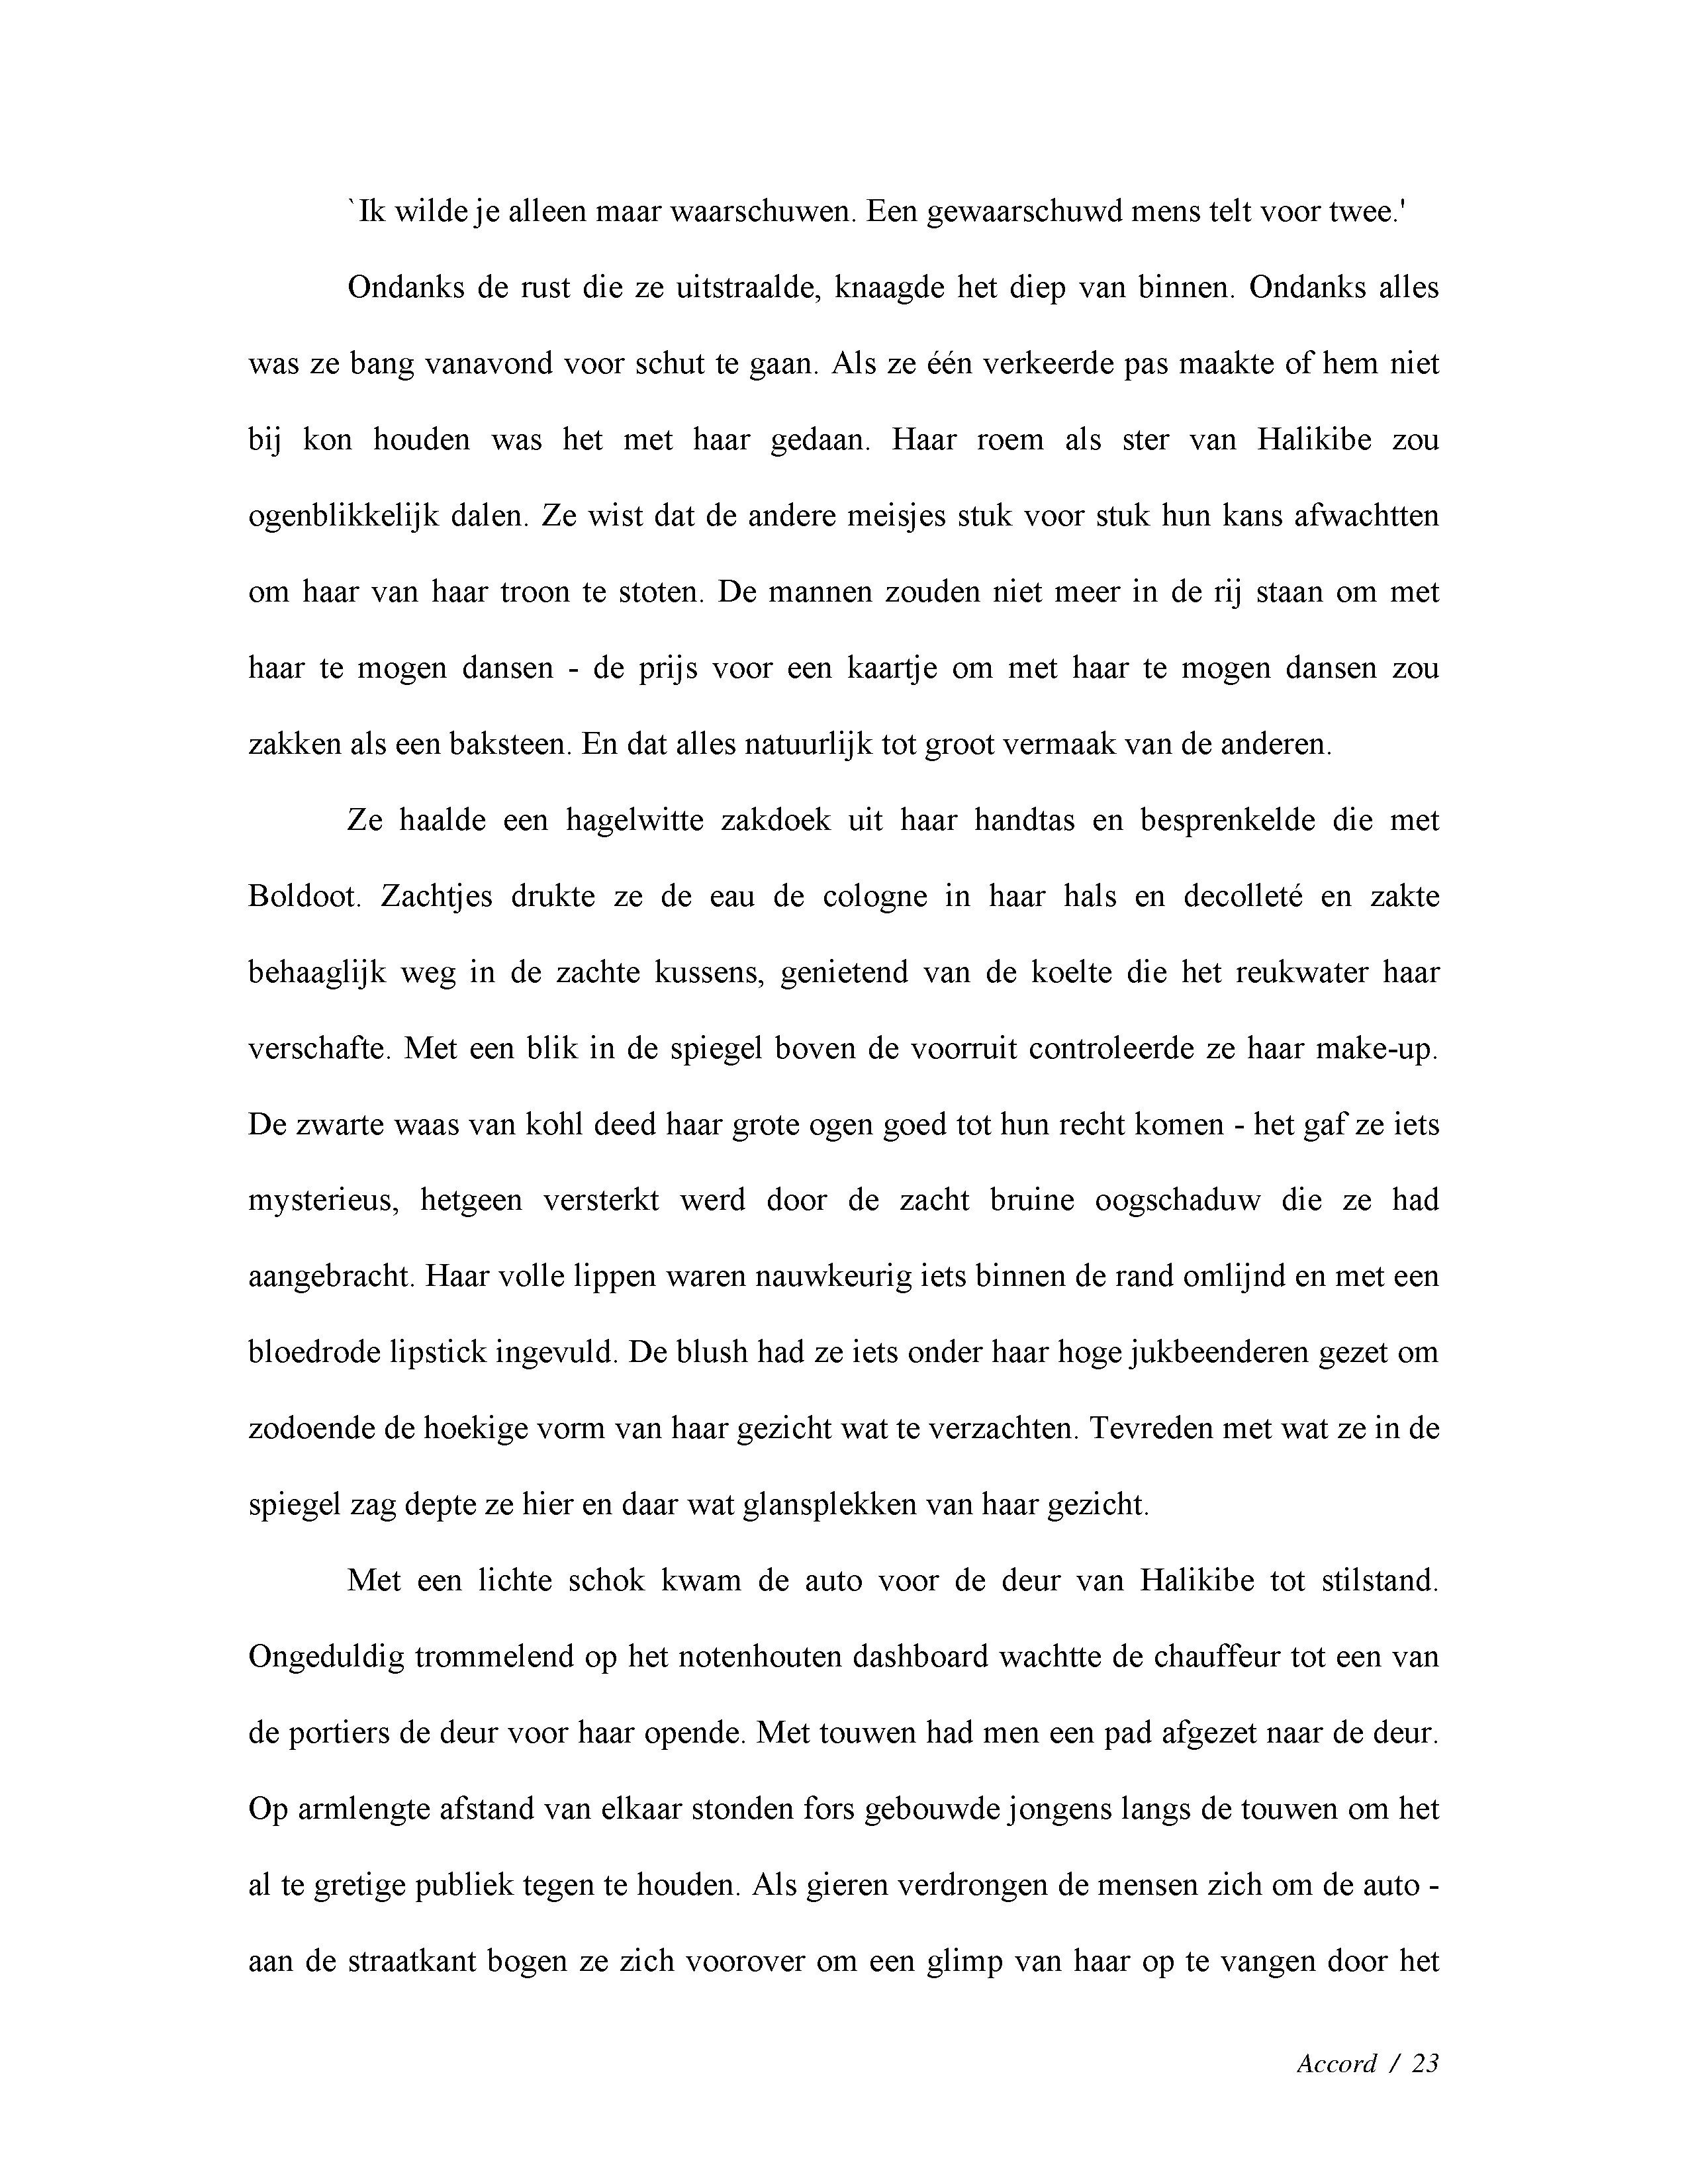 `Ik wilde je alleen maar waarschuwen. Een gewaarschuwd mens telt voor twee.'
Ondanks de rust die ze uitstraalde, knaagde het diep van binnen. Ondanks alles
was ze bang vanavond voor schut te gaan. Als ze één verkeerde pas maakte of hem niet
bij kon houden was het met haar gedaan. Haar roem als ster van Halikibe zou
ogenblikkelijk dalen. Ze wist dat de andere meisjes stuk voor stuk hun kans afwachtten
om haar van haar troon te stoten. De mannen zouden niet meer in de rij staan om met
haar te mogen dansen - de prijs voor een kaartje om met haar te mogen dansen zou
zakken als een baksteen. En dat alles natuurlijk tot groot vermaak van de anderen.
Ze haalde een hagelwitte zakdoek uit haar handtas en besprenkelde die met
Boldoot. Zachtjes drukte ze de eau de cologne in haar hals en decolleté en zakte
behaaglijk weg in de zachte kussens, genietend van de koelte die het reukwater haar
verschafte. Met een blik in de spiegel boven de voorruit controleerde ze haar make-up.
De zwarte waas van kohl deed haar grote ogen goed tot hun recht komen - het gaf ze iets
mysterieus, hetgeen versterkt werd door de zacht bruine oogschaduw die ze had
aangebracht. Haar volle lippen waren nauwkeurig iets binnen de rand omlijnd en met een
bloedrode lipstick ingevuld. De blush had ze iets onder haar hoge jukbeenderen gezet om
zodoende de hoekige vorm van haar gezicht wat te verzachten. Tevreden met wat ze in de
spiegel zag depte ze hier en daar wat glansplekken van haar gezicht.
Met een lichte schok kwam de auto voor de deur van Halikibe tot stilstand.
Ongeduldig trommelend op het notenhouten dashboard wachtte de chauffeur tot een van
de portiers de deur voor haar opende. Met touwen had men een pad afgezet naar de deur.
Op armlengte afstand van elkaar stonden fors gebouwde jongens langs de touwen om het
al te gretige publiek tegen te houden. Als gieren verdrongen de mensen zich om de auto -
aan de straatkant bogen ze zich voorover om een glimp van haar op te vangen door het
Accord / 23